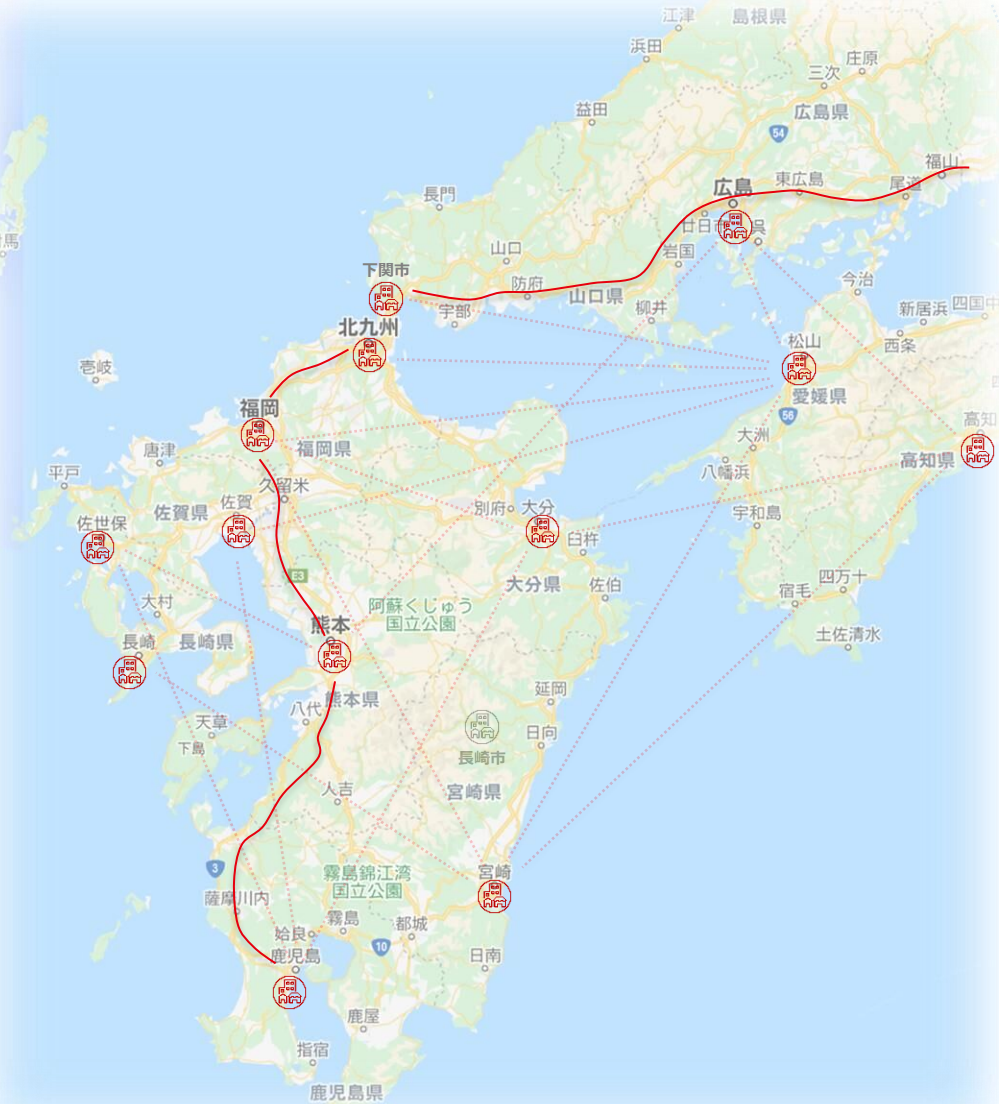 江津
島根県
浜田
庄原
三次
益田
広島県
54
福山
長門
広島
東広島
尾道
廿日市
呉
山口
岩国
下関市
防府
山口県
今治
宇部
柳井
新居浜
四国中
北九州
松山
西条
壱岐
愛媛県
福岡
56
高知
唐津
福岡県
大洲
平戸
久留米
八幡浜
高知県
佐世保
佐賀県
佐賀
別府
大分
宇和島
臼杵
E3
大分県
佐伯
宿毛
四万十
大村
阿蘇くじゅう
国立公園
熊本
土佐清水
長崎
長崎県
延岡
熊本県
八代
天草
日向
下島
長崎市
人吉
宮崎県
3
霧島錦江湾
国立公園
宮崎
薩摩川内
霧島
都城
姶良
10
鹿児島
日南
鹿屋
指宿
鹿児島県